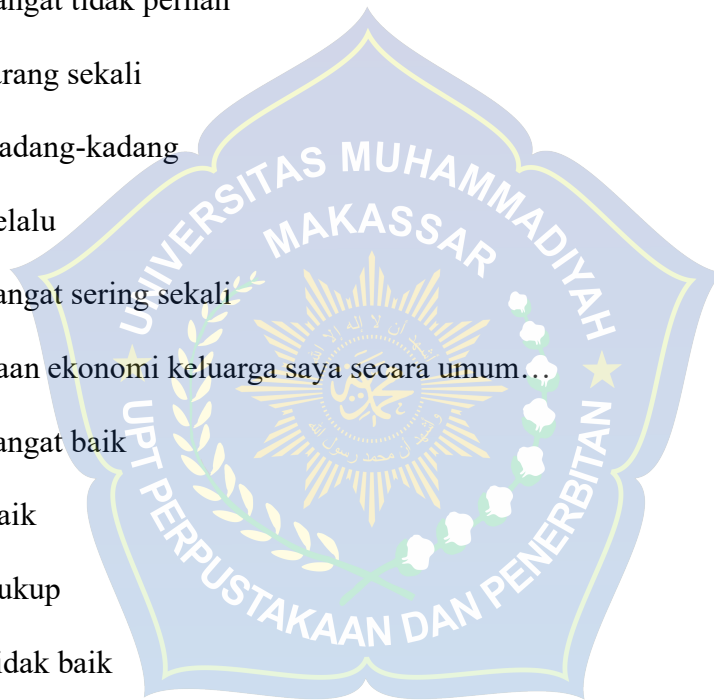 angat tidak pernah
arang sekali
adang-kadang
elalu
angat sering sekali
aan ekonomi keluarga saya secara umum…
angat baik
aik
ukup
idak baik
UNIVERSITAS MUHAMMADIYAH
MAKASSAR
UPT PERPUSTAKAAN DAN PENERBITAN